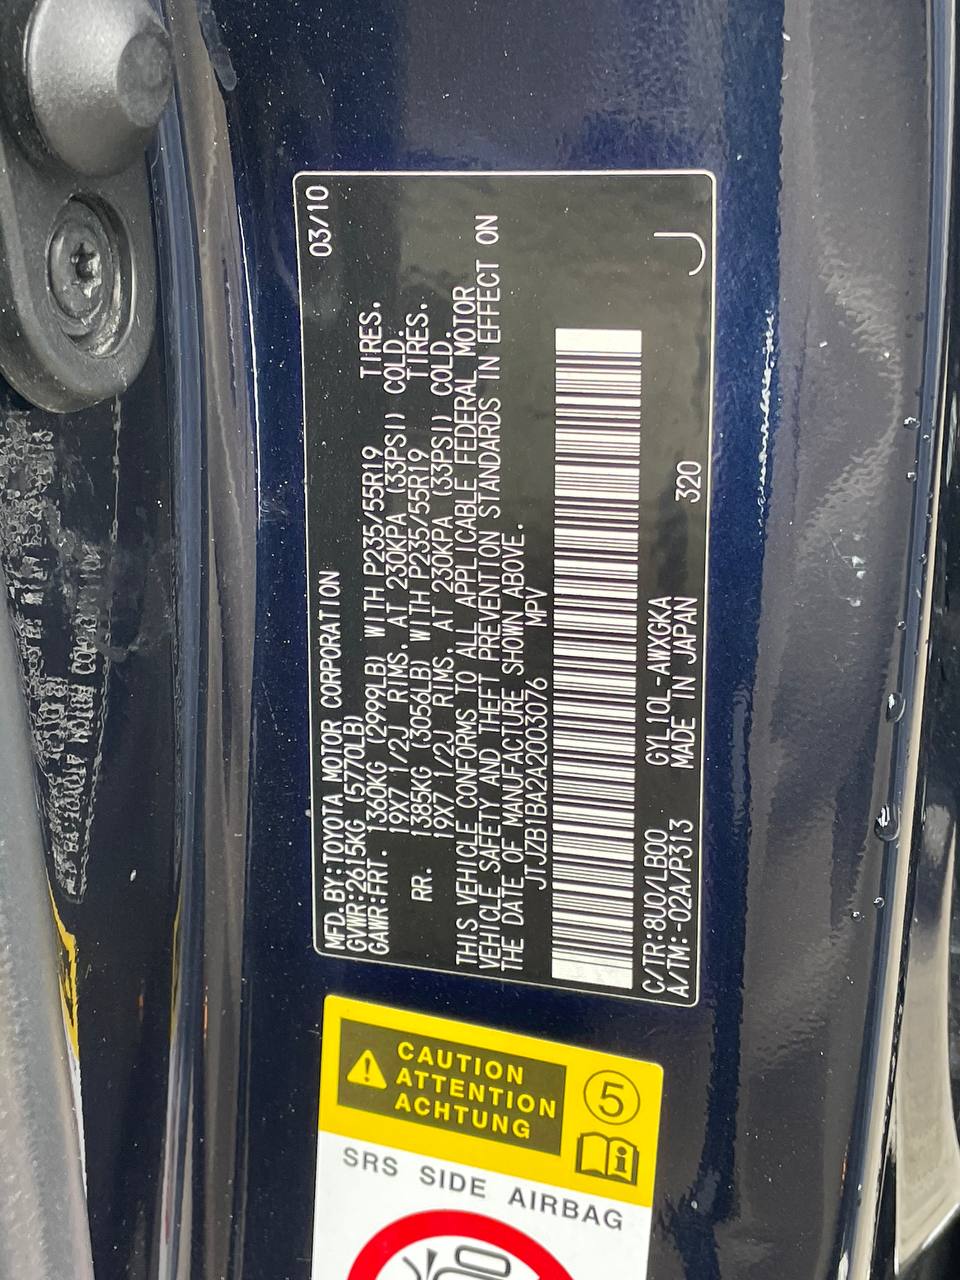 MFD.BY:TOYOTA MOTOR CORPORATION 03/10
GVWR:2615KG (5770LB)
GAWR:FRT. 1360KG (2999LB) WITH P235/55R19 TIRES.
19X7 1/2J RIMS. AT 230KPA (33PSI) COLD.
RR. 1385KG (3056LB) WITH P235/55R19 TIRES.
19X7 1/2J RIMS. AT 230KPA (33PSI) COLD.
THIS VEHICLE CONFORMS TO ALL APPLICABLE FEDERAL MOTOR
VEHICLE SAFETY AND THEFT PREVENTION STANDARDS IN EFFECT ON
THE DATE OF MANUFACTURE SHOWN ABOVE.
JTJZB1BA2A2003076 MPV
C/TR:8U0/LB00 GYL10L-AWXGKA
A/TM:-02A/P313 MADE IN JAPAN 320 J
CAUTION
ATTENTION
ACHTUNG
5
i
SRS SIDE AIRBAG